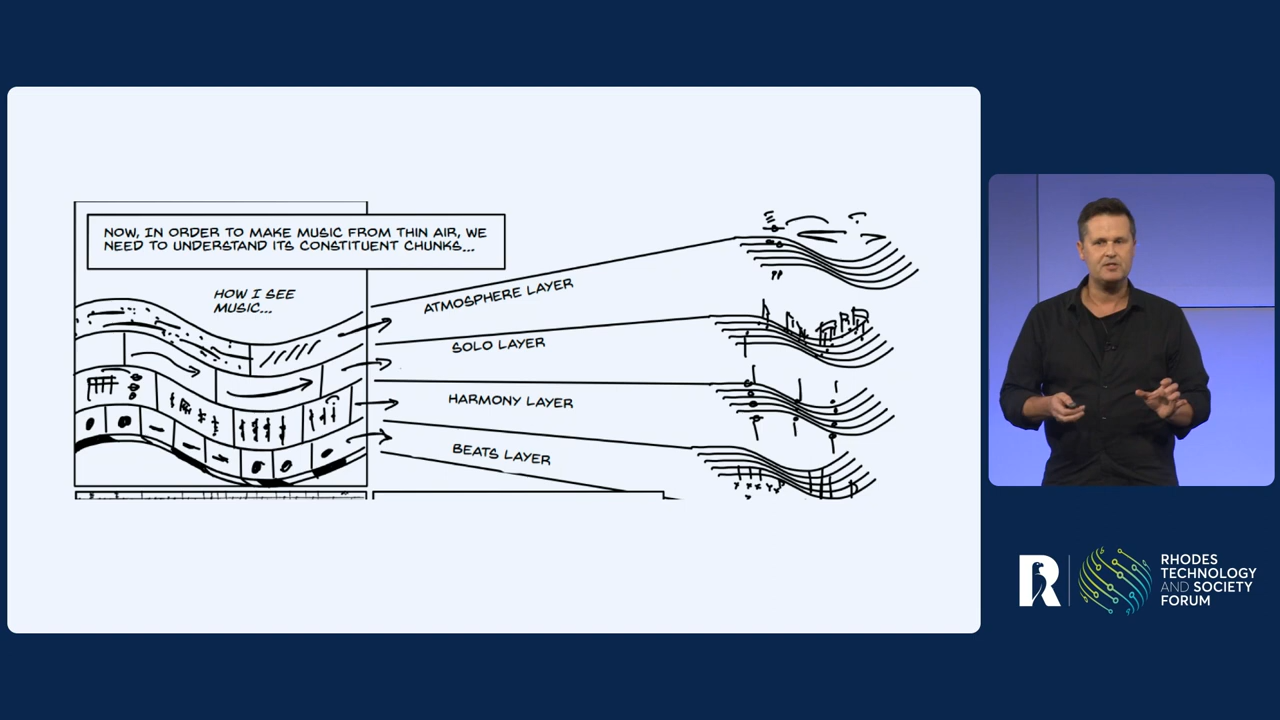 NOW, IN ORDER TO MAKE MUSIC FROM THIN AIR, WE
NEED TO UNDERSTAND ITS CONSTITUENT CHUNKS...
HOW I SEE
MUSIC...
ATMOSPHERE LAYER
SOLO LAYER
HARMONY LAYER
BEATS LAYER
R
RHODES
TECHNOLOGY
AND SOCIETY
FORUM